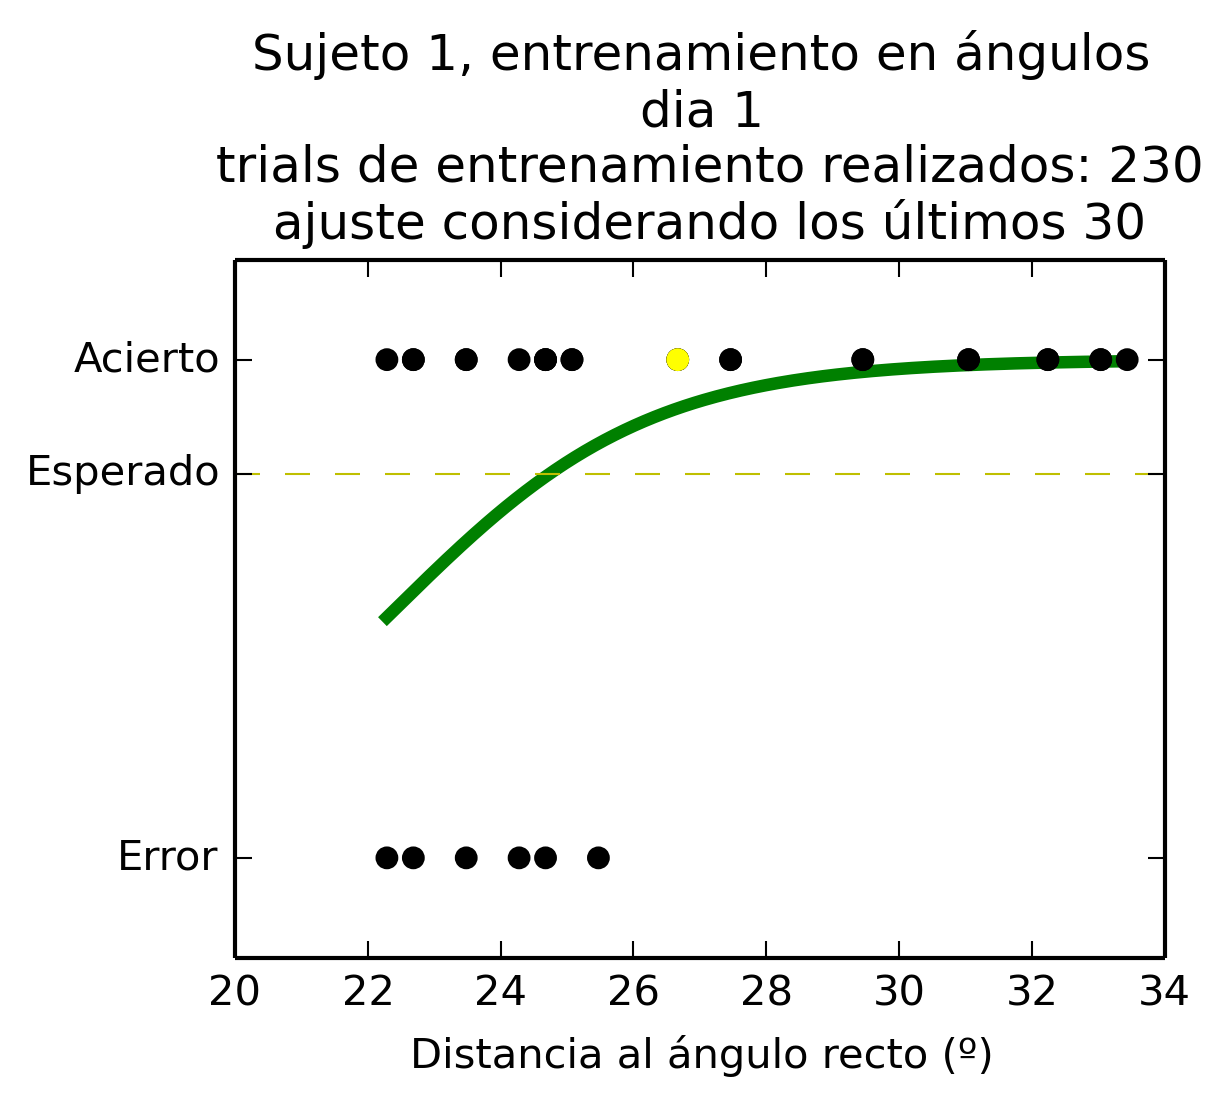 Sujeto 1, entrenamiento en ángulos
dia 1
trials de entrenamiento realizados: 230
ajuste considerando los últimos 30
Acierto
Esperado
Error
20 22 24 26 28 30 32 34
Distancia al ángulo recto (º)